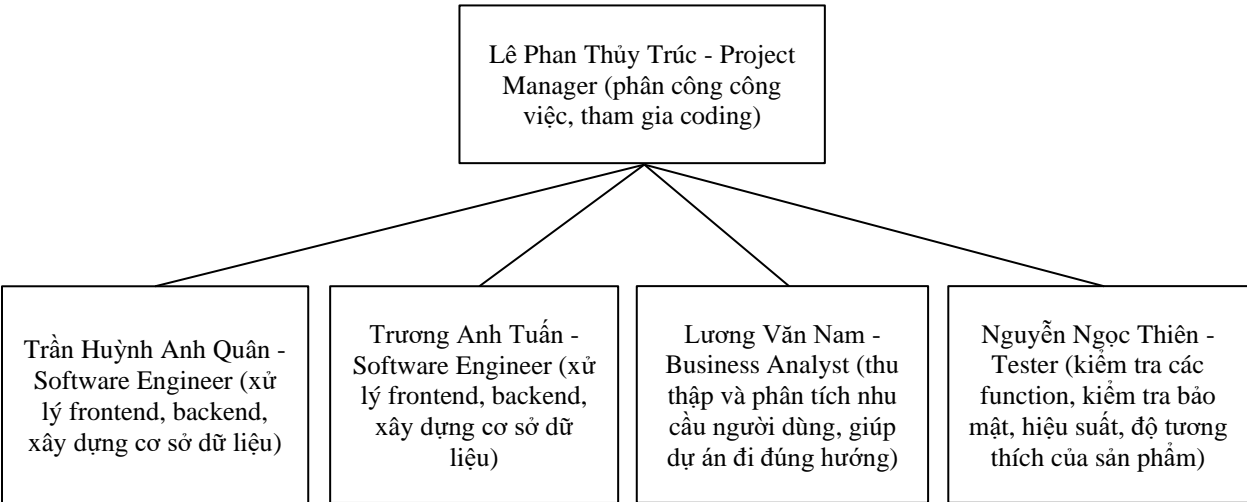 Lê Phan Thủy Trúc - Project
Manager (phân công công
việc, tham gia coding)
Trần Huỳnh Anh Quân -
Software Engineer (xử
lý frontend, backend,
xây dựng cơ sở dữ liệu)
Trương Anh Tuấn -
Software Engineer (xử
lý frontend, backend,
xây dựng cơ sở dữ
liệu)
Lương Văn Nam -
Business Analyst (thu
thập và phân tích nhu
cầu người dùng, giúp
dự án đi đúng hướng)
Nguyễn Ngọc Thiên -
Tester (kiểm tra các
function, kiểm tra bảo
mật, hiệu suất, độ tương
thích của sản phẩm)